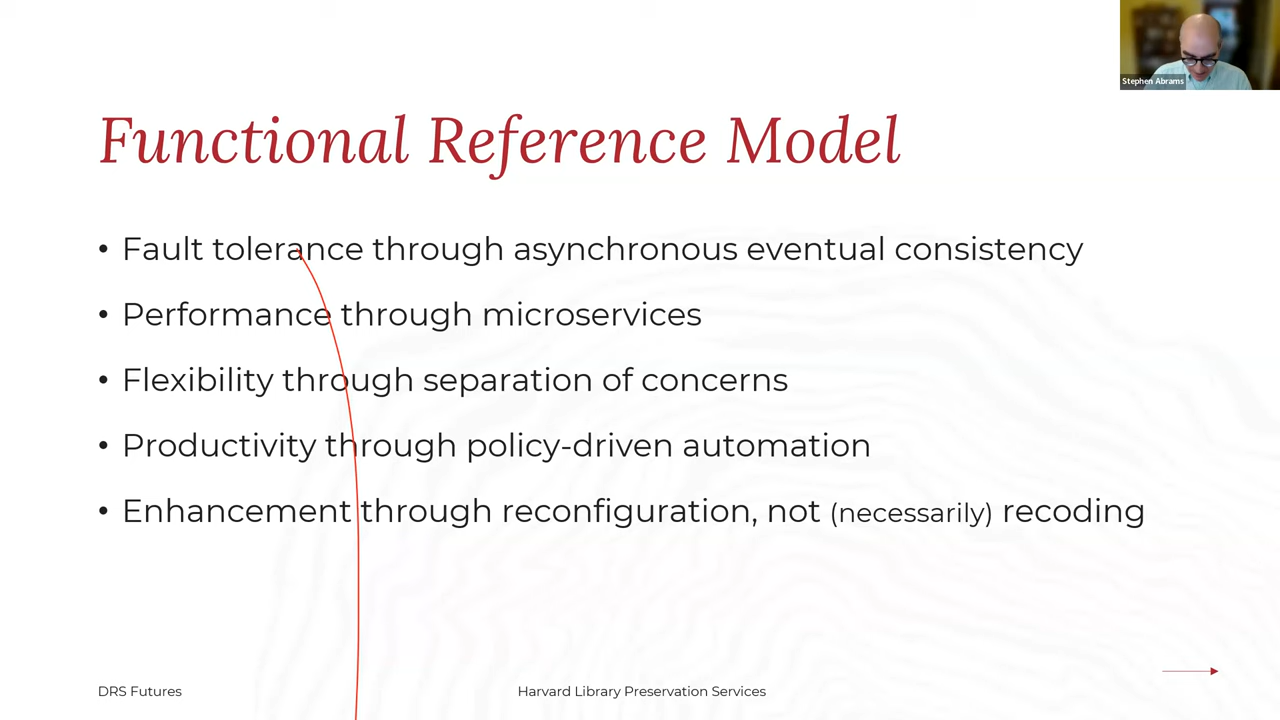 Stephen Abrams
Functional Reference Model
• Fault tolerance through asynchronous eventual consistency
• Performance through microservices
• Flexibility through separation of concerns
• Productivity through policy-driven automation
• Enhancement through reconfiguration, not (necessarily) recoding
DRS Futures
Harvard Library Preservation Services